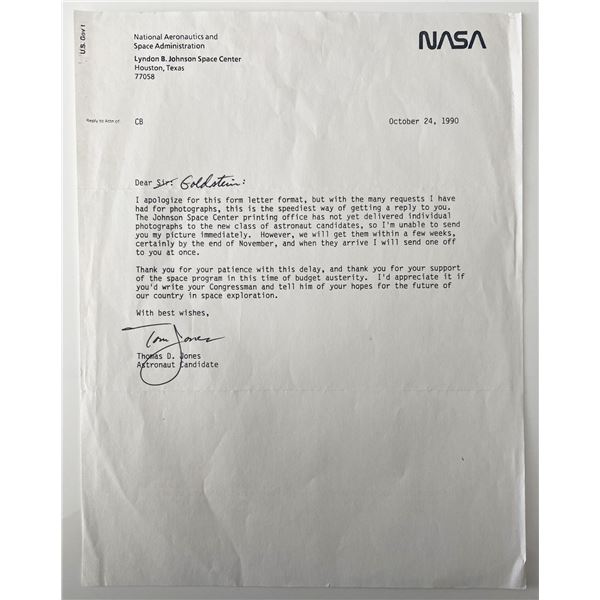 U.S. Gov't
National Aeronautics and
Space Administration
NASA
Lyndon B. Johnson Space Center
Houston, Texas
77058
Reply to Attn of: CB October 24, 1990
Dear Sir: Goldstein:
I apologize for this form letter format, but with the many requests I have
had for photographs, this is the speediest way of getting a reply to you.
The Johnson Space Center printing office has not yet delivered individual
photographs to the new class of astronaut candidates, so I'm unable to send
you my picture immediately. However, we will get them within a few weeks,
certainly by the end of November, and when they arrive I will send one off
to you at once.
Thank you for your patience with this delay, and thank you for your support
of the space program in this time of budget austerity. I'd appreciate it if
you'd write your Congressman and tell him of your hopes for the future of
our country in space exploration.
With best wishes,
Tom Jones
Thomas D. Jones
Astronaut Candidate